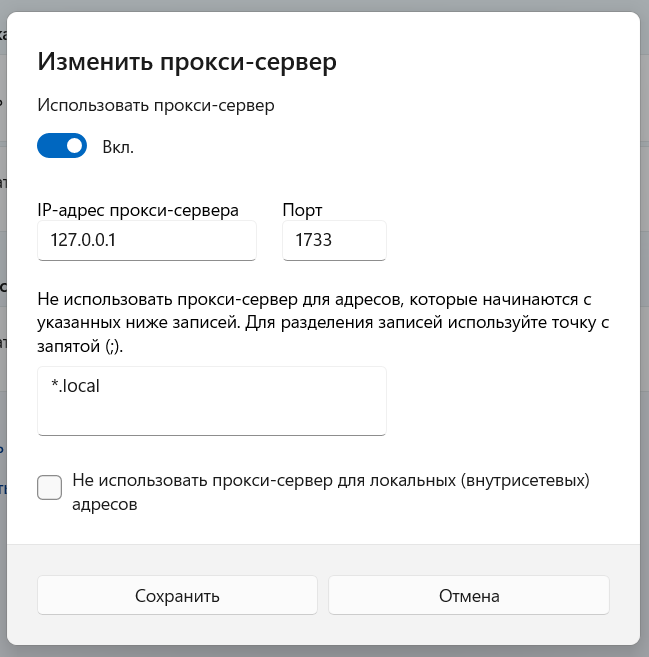 Изменить прокси-сервер
Использовать прокси-сервер
Вкл.
IP-адрес прокси-сервера
Порт
127.0.0.1
1733
Не использовать прокси-сервер для адресов, которые начинаются с
указанных ниже записей. Для разделения записей используйте точку с
запятой (;).
*.local
Не использовать прокси-сервер для локальных (внутрисетевых)
адресов
Сохранить
Отмена